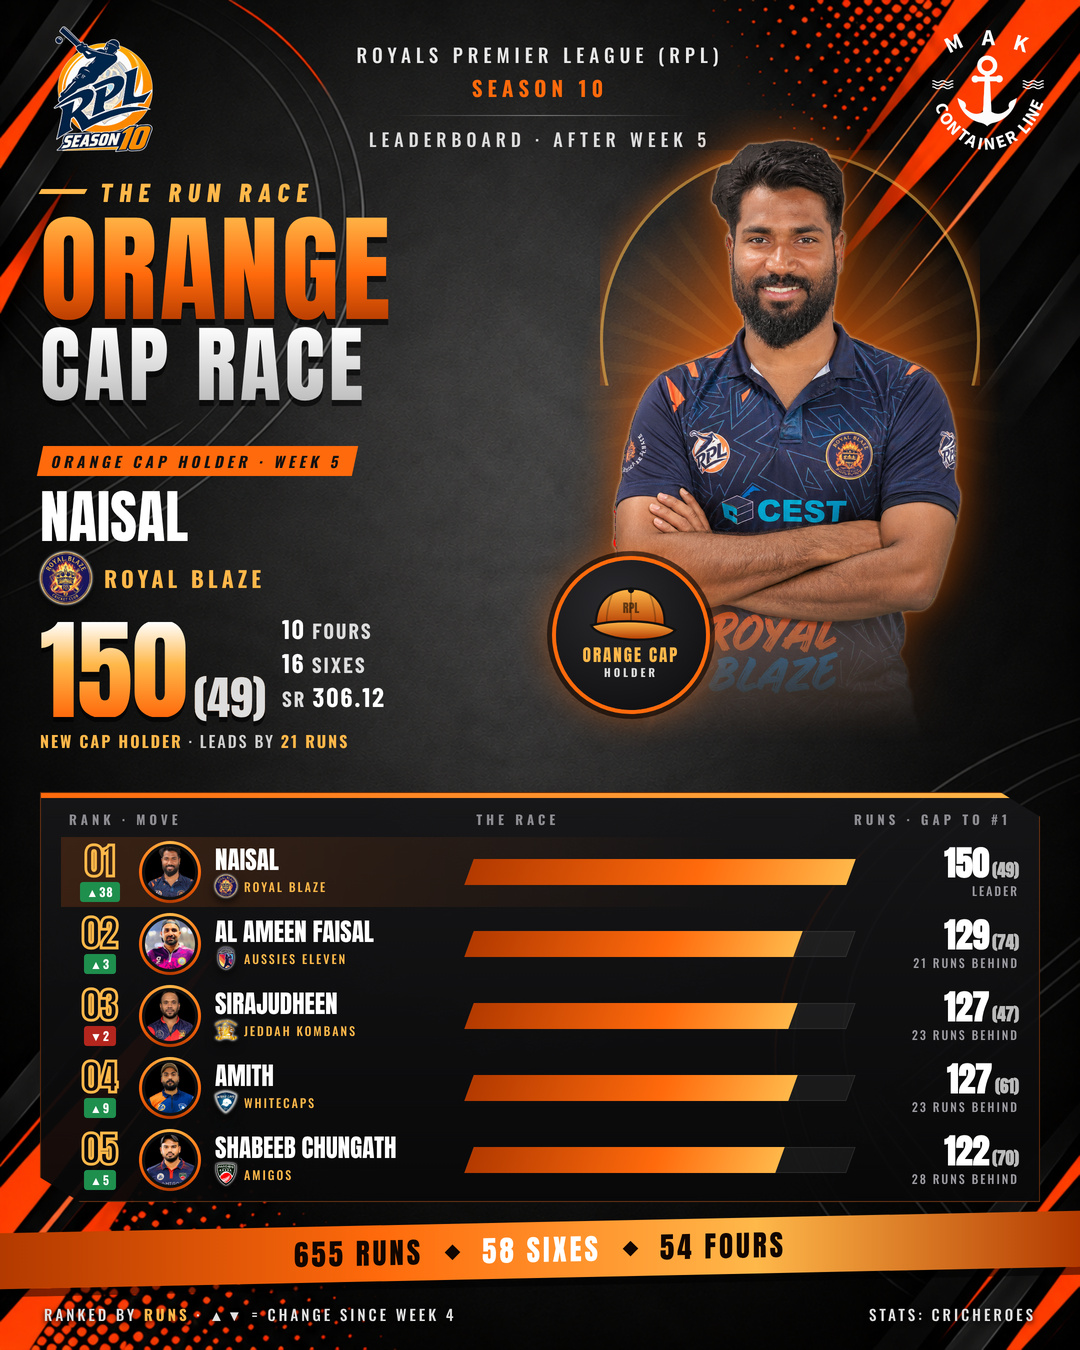 RPL
SEASON 10
ROYALS PREMIER LEAGUE (RPL)
SEASON 10
LEADERBOARD · AFTER WEEK 5
MAK
CONTAINER LINE
THE RUN RACE
ORANGE
CAP RACE
ORANGE CAP HOLDER · WEEK 5
NAISAL
ROYAL BLAZE
ROYAL BLAZE
150 (49)
10 FOURS
16 SIXES
SR 306.12
NEW CAP HOLDER · LEADS BY 21 RUNS
RPL
ROYAL BLAZE
CEST
ROYAL
BLAZE
RPL
ORANGE CAP
HOLDER
RANK · MOVE
THE RACE
RUNS · GAP TO #1
01 NAISAL 150 (49)
▲38 ROYAL BLAZE LEADER
02 AL AMEEN FAISAL 129 (74)
▲3 AUSSIES ELEVEN 21 RUNS BEHIND
03 SIRAJUDHEEN 127 (47)
▼2 JEDDAH KOMBANS 23 RUNS BEHIND
04 AMITH 127 (61)
▲9 WHITECAPS 23 RUNS BEHIND
05 SHABEEB CHUNGATH 122 (70)
▲5 AMIGOS 28 RUNS BEHIND
655 RUNS ◆ 58 SIXES ◆ 54 FOURS
RANKED BY RUNS · ▲▼ = CHANGE SINCE WEEK 4
STATS: CRICHEROES